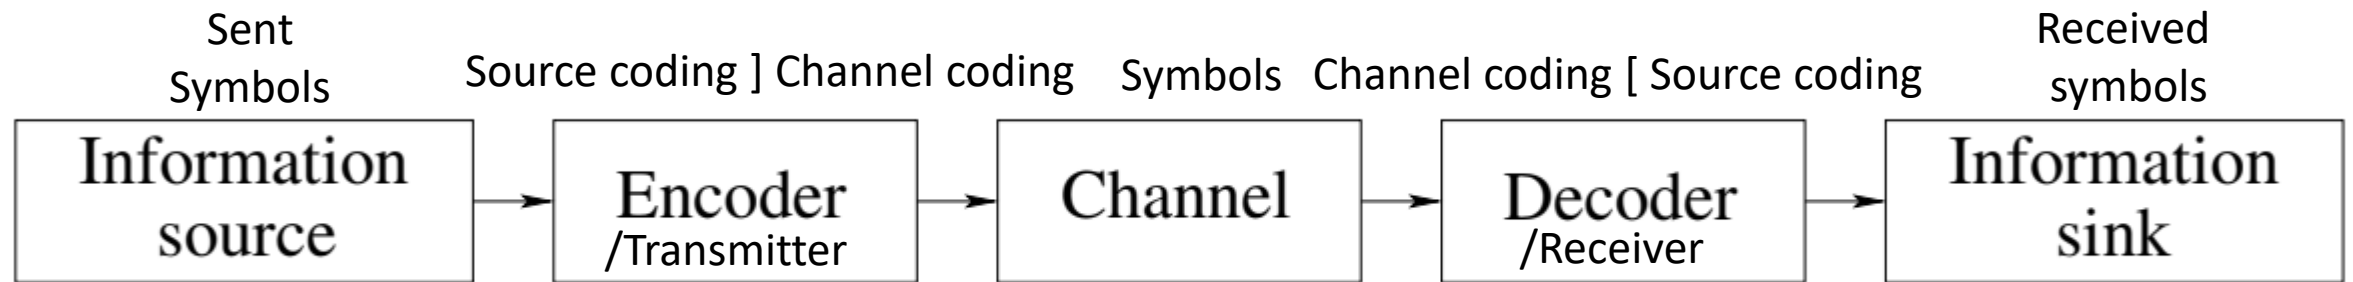 Sent
Symbols
Source coding ] Channel coding
Symbols
Channel coding [ Source coding
Received
symbols
Information
source
Encoder
/Transmitter
Channel
Decoder
/Receiver
Information
sink